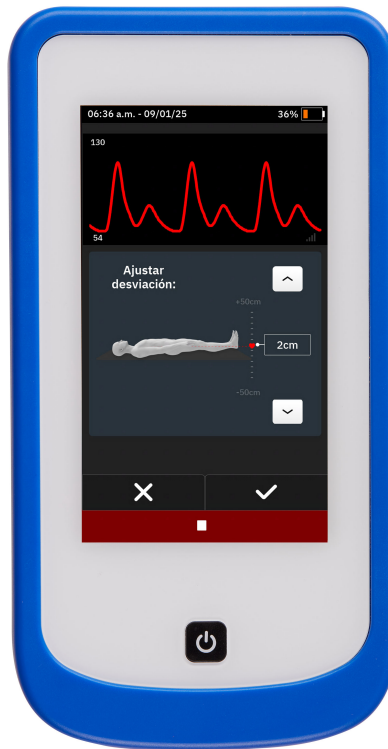 06:36 a.m. - 09/01/25 36%
130
54
Ajustar
desviación:
+50cm
2cm
-50cm